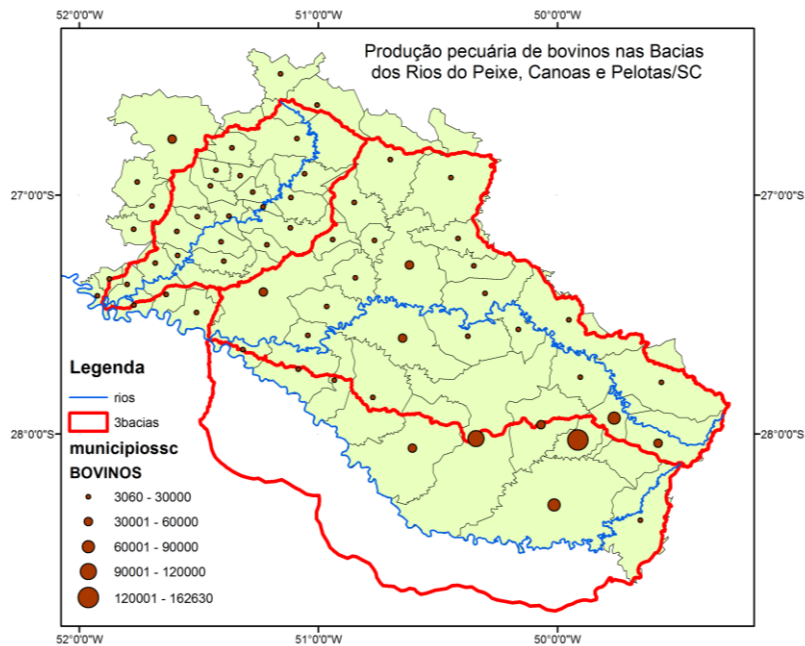 52°0'0"W 51°0'0"W 50°0'0"W
Produção pecuária de bovinos nas Bacias
dos Rios do Peixe, Canoas e Pelotas/SC
27°0'0"S 27°0'0"S
Legenda
rios
3bacias
municipiossc
BOVINOS
3060 - 30000
30001 - 60000
60001 - 90000
90001 - 120000
120001 - 162630
28°0'0"S 28°0'0"S
52°0'0"W 51°0'0"W 50°0'0"W